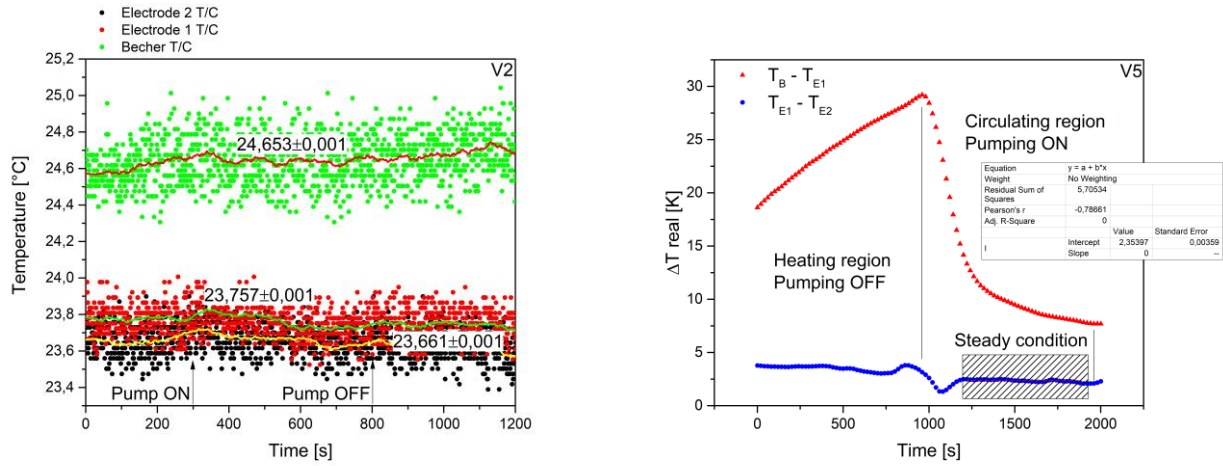 Electrode 2 T/C
Electrode 1 T/C
Becher T/C
V2
25,2
25,0
24,8
24,6
24,4
24,2
24,0
23,8
23,6
23,4
Temperature [°C]
24,653±0,001
23,757±0,001
23,661±0,001
Pump ON
Pump OFF
0 200 400 600 800 1000 1200
Time [s]
V5
T_B - T_E1
T_E1 - T_E2
30
25
20
15
10
5
0
ΔT real [K]
Circulating region
Pumping ON
Equation y = a + b*x
Weight No Weighting
Residual Sum of Squares 5,70534
Pearson's r -0,78661
Adj. R-Square 0
Value Standard Error
I Intercept 2,35397 0,00359
Slope 0 --
Heating region
Pumping OFF
Steady condition
0 500 1000 1500 2000
Time [s]